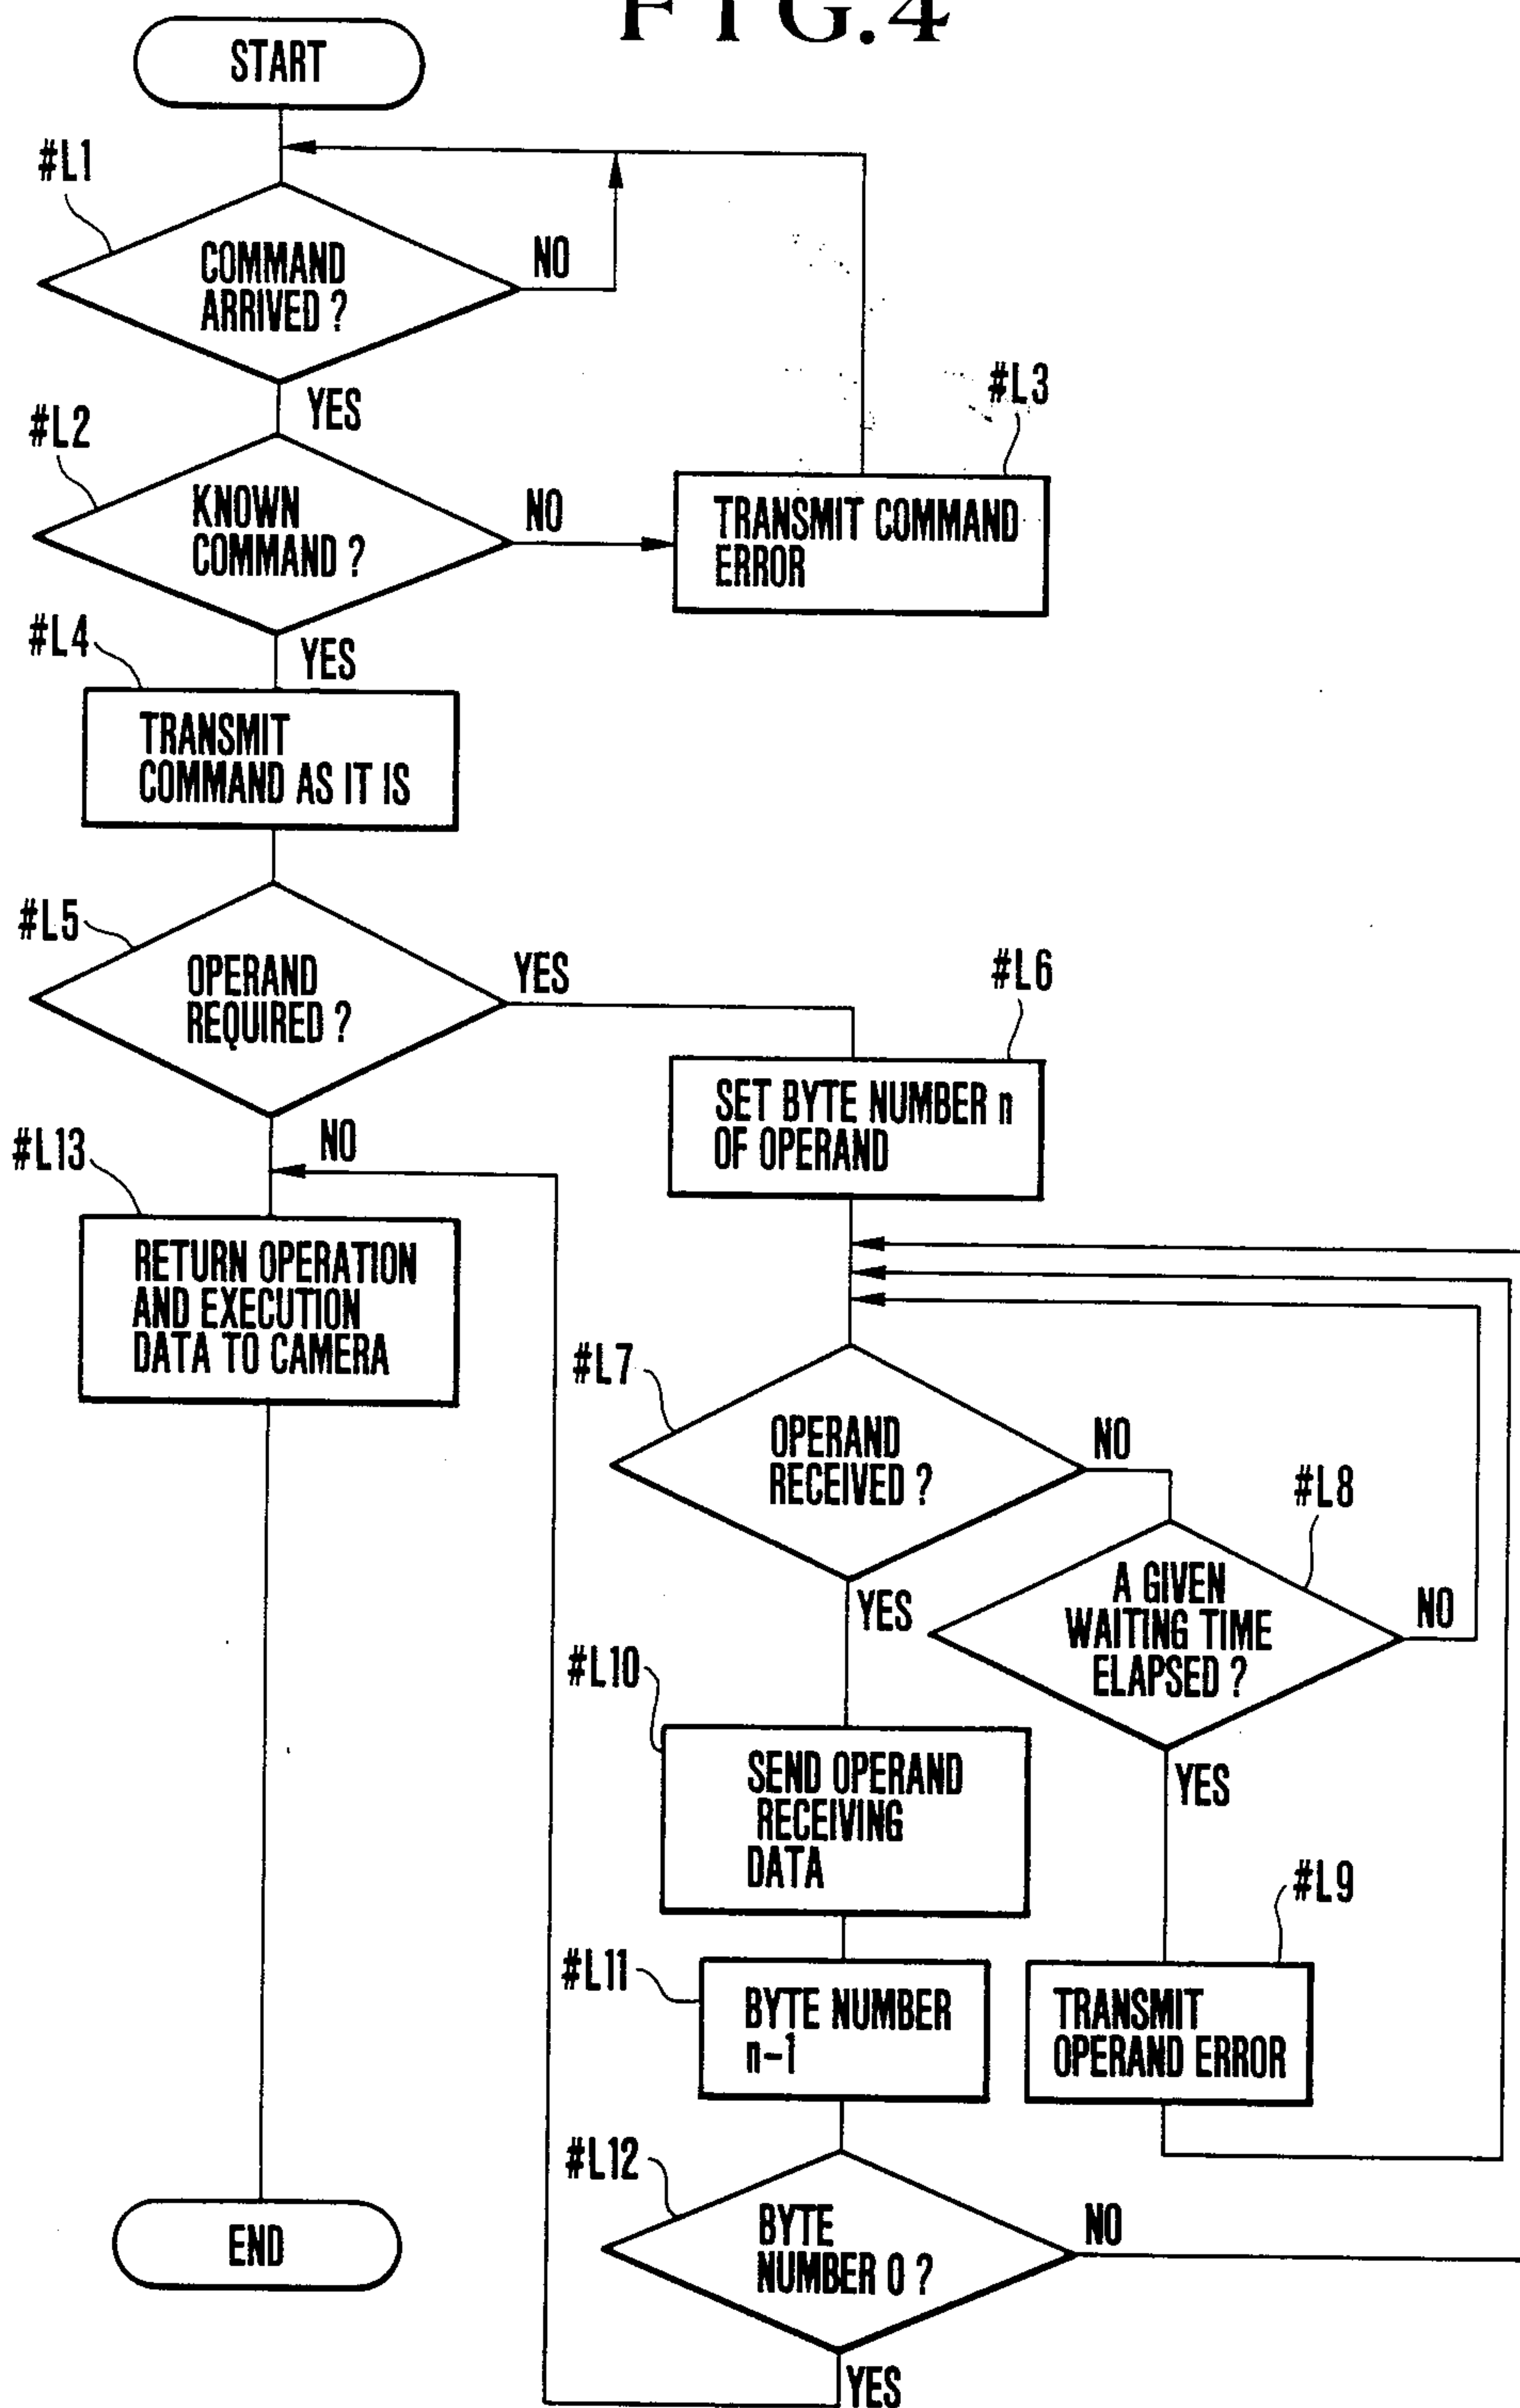 FIG.4
START
#L1
COMMAND
ARRIVED ?
NO
YES
#L2
KNOWN
COMMAND ?
NO
#L3
TRANSMIT COMMAND
ERROR
YES
#L4
TRANSMIT
COMMAND AS IT IS
#L5
OPERAND
REQUIRED ?
YES
#L6
SET BYTE NUMBER n
OF OPERAND
NO
#L13
RETURN OPERATION
AND EXECUTION
DATA TO CAMERA
#L7
OPERAND
RECEIVED ?
NO
#L8
A GIVEN
WAITING TIME
ELAPSED ?
NO
YES
#L10
SEND OPERAND
RECEIVING
DATA
YES
#L9
TRANSMIT
OPERAND ERROR
#L11
BYTE NUMBER
n-1
#L12
BYTE
NUMBER 0 ?
NO
YES
END